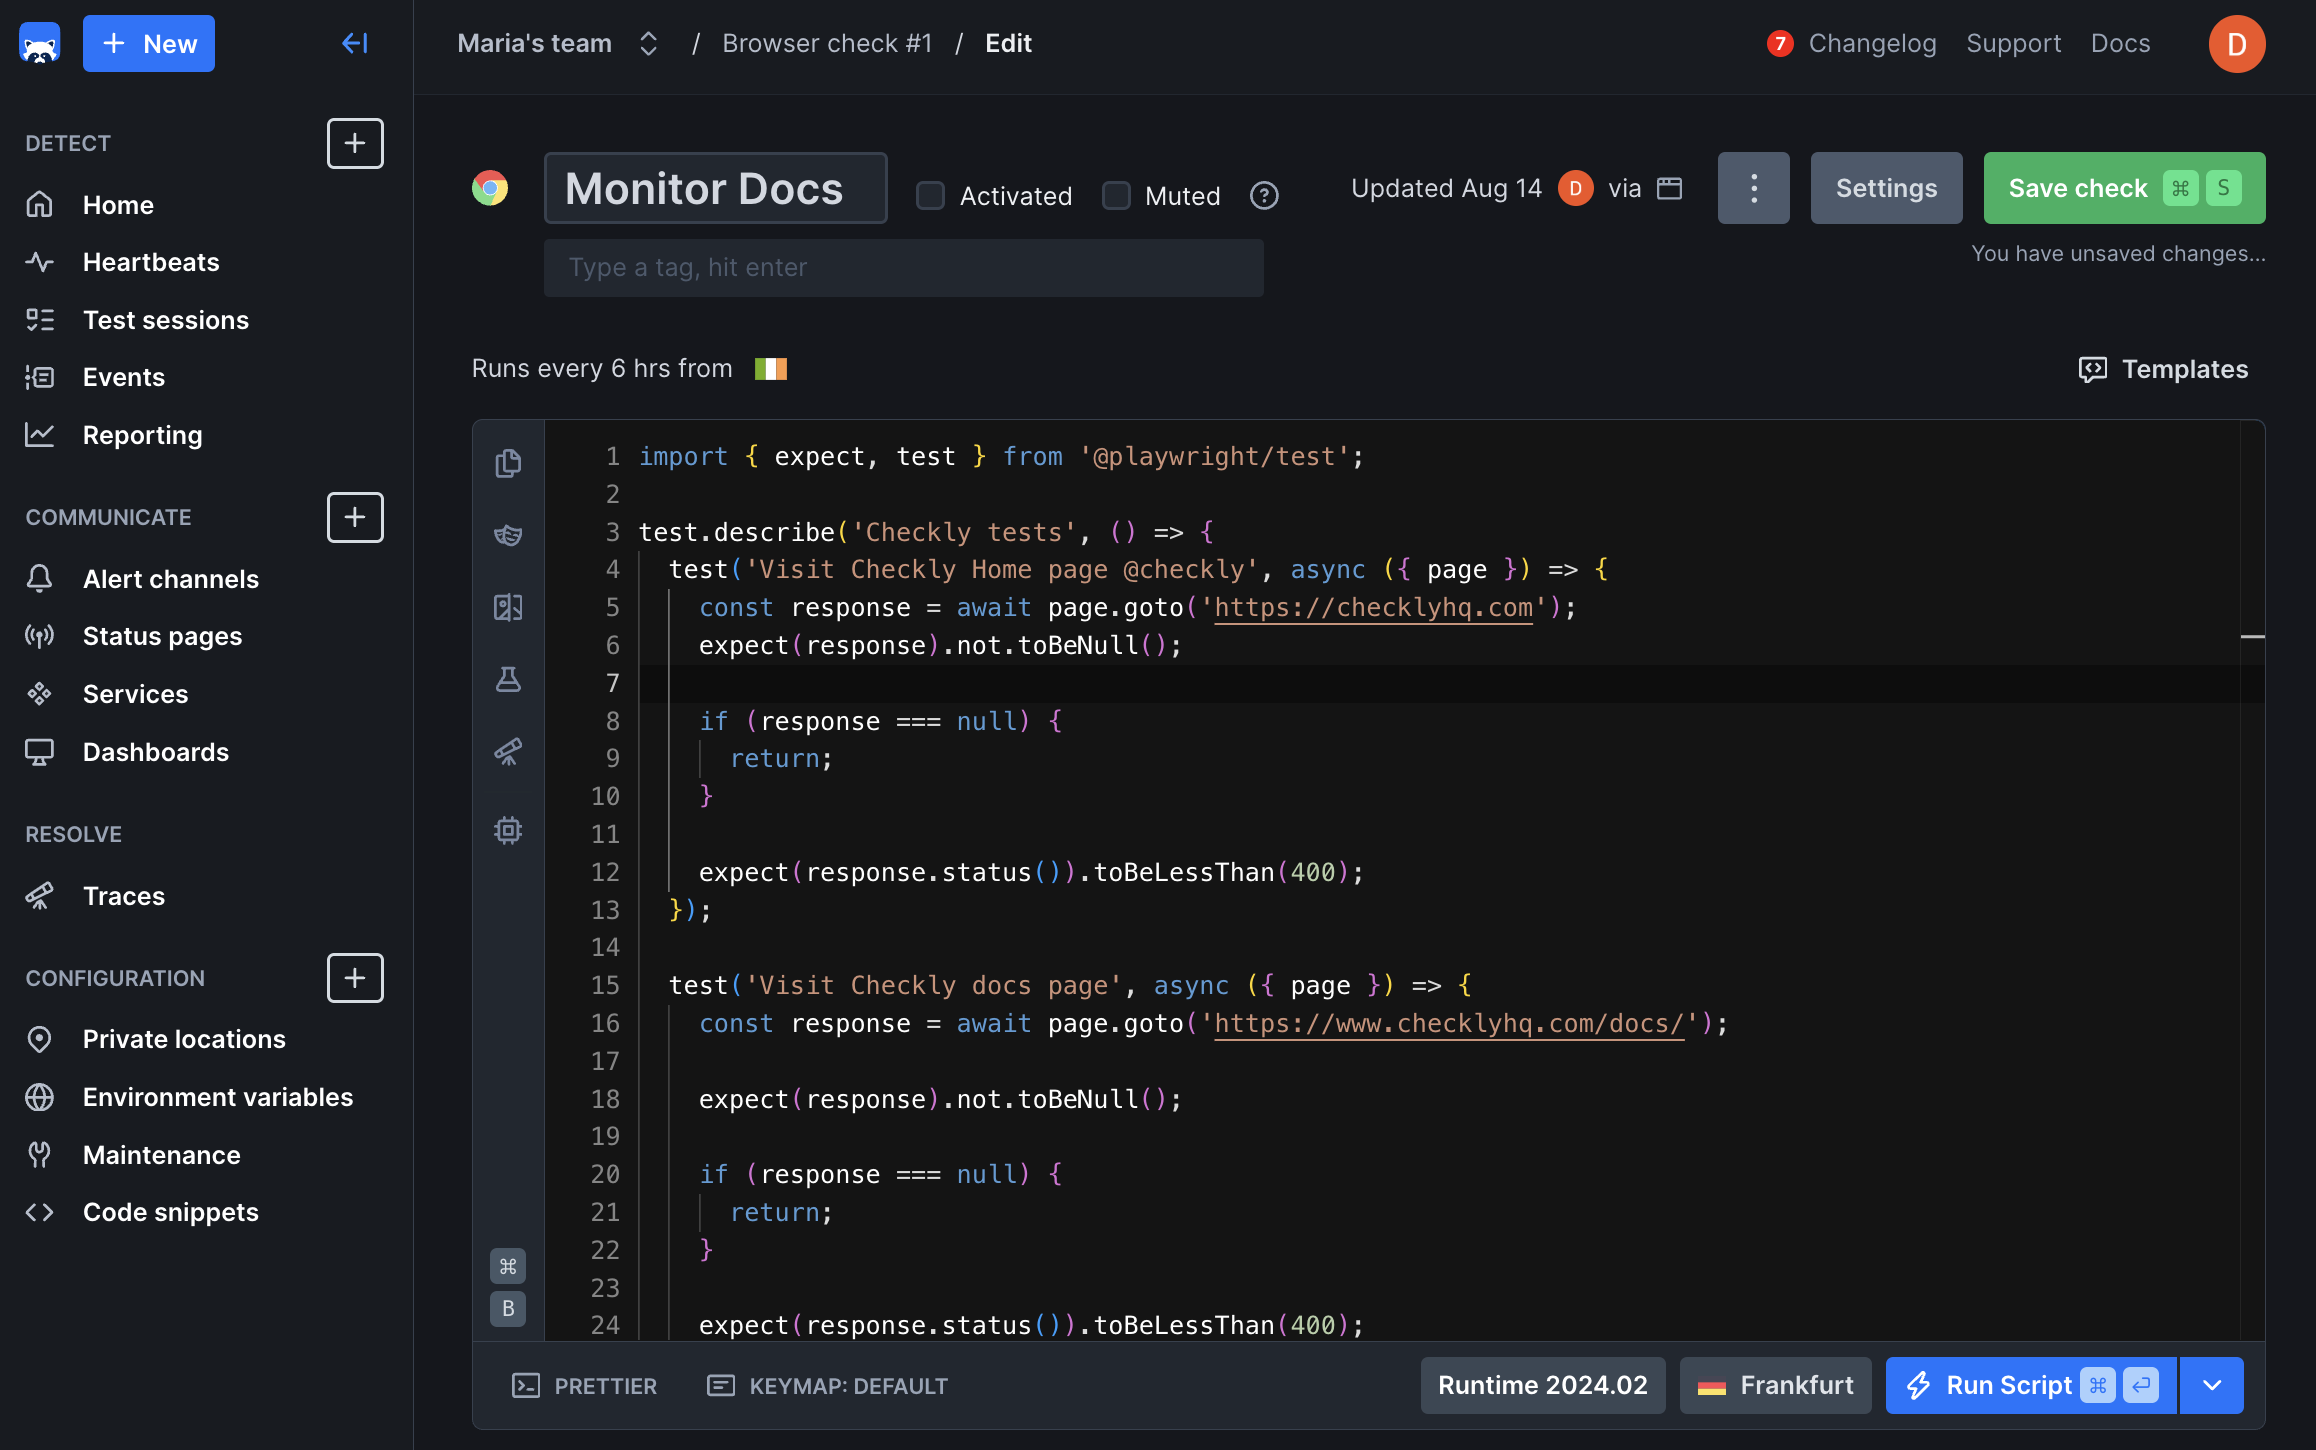 New
Maria's team / Browser check #1 / Edit
7 Changelog Support Docs D
DETECT
Home
Heartbeats
Test sessions
Events
Reporting
COMMUNICATE
Alert channels
Status pages
Services
Dashboards
RESOLVE
Traces
CONFIGURATION
Private locations
Environment variables
Maintenance
Code snippets
Monitor Docs
Activated Muted ?
Updated Aug 14 D via
Settings
Save check ⌘ S
You have unsaved changes...
Type a tag, hit enter
Runs every 6 hrs from
Templates
1 import { expect, test } from '@playwright/test';
2
3 test.describe('Checkly tests', () => {
4 test('Visit Checkly Home page @checkly', async ({ page }) => {
5 const response = await page.goto('https://checklyhq.com');
6 expect(response).not.toBeNull();
7
8 if (response === null) {
9 return;
10 }
11
12 expect(response.status()).toBeLessThan(400);
13 });
14
15 test('Visit Checkly docs page', async ({ page }) => {
16 const response = await page.goto('https://www.checklyhq.com/docs/');
17
18 expect(response).not.toBeNull();
19
20 if (response === null) {
21 return;
22 }
23
24 expect(response.status()).toBeLessThan(400);
⌘
B
PRETTIER
KEYMAP: DEFAULT
Runtime 2024.02
Frankfurt
Run Script ⌘